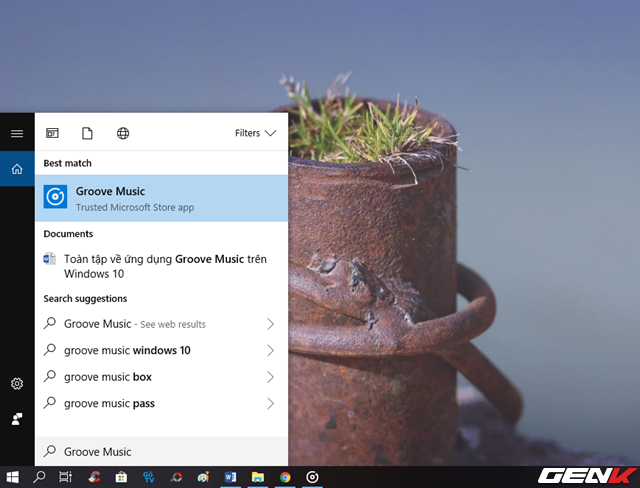 Filters
Best match
Groove Music
Trusted Microsoft Store app
Documents
Toàn tập về ứng dụng Groove Music trên
Windows 10
Search suggestions
Groove Music - See web results
groove music windows 10
groove music box
groove music pass
Groove Music
GENK